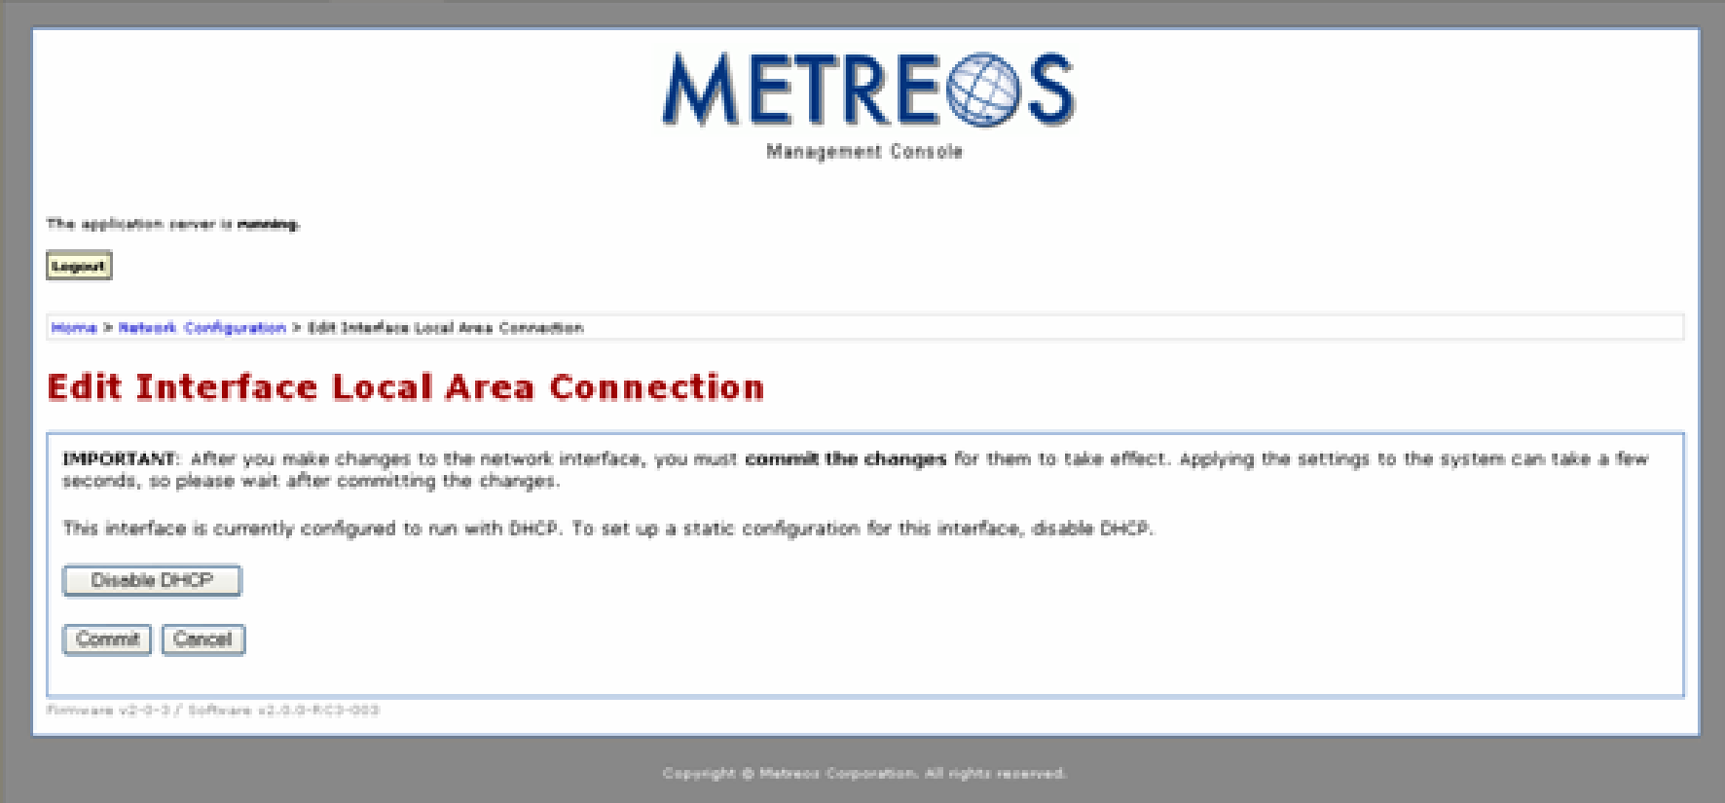 METREOS
Management Console
The application server is running.
Logout
Home > Network Configuration > Edit Interface Local Area Connection
Edit Interface Local Area Connection
IMPORTANT: After you make changes to the network interface, you must commit the changes for them to take effect. Applying the settings to the system can take a few
seconds, so please wait after committing the changes.
This interface is currently configured to run with DHCP. To set up a static configuration for this interface, disable DHCP.
Disable DHCP
Commit Cancel
Firmware v2-0-3 / Software v2.0.0-RC3-003
Copyright © Metreos Corporation. All rights reserved.